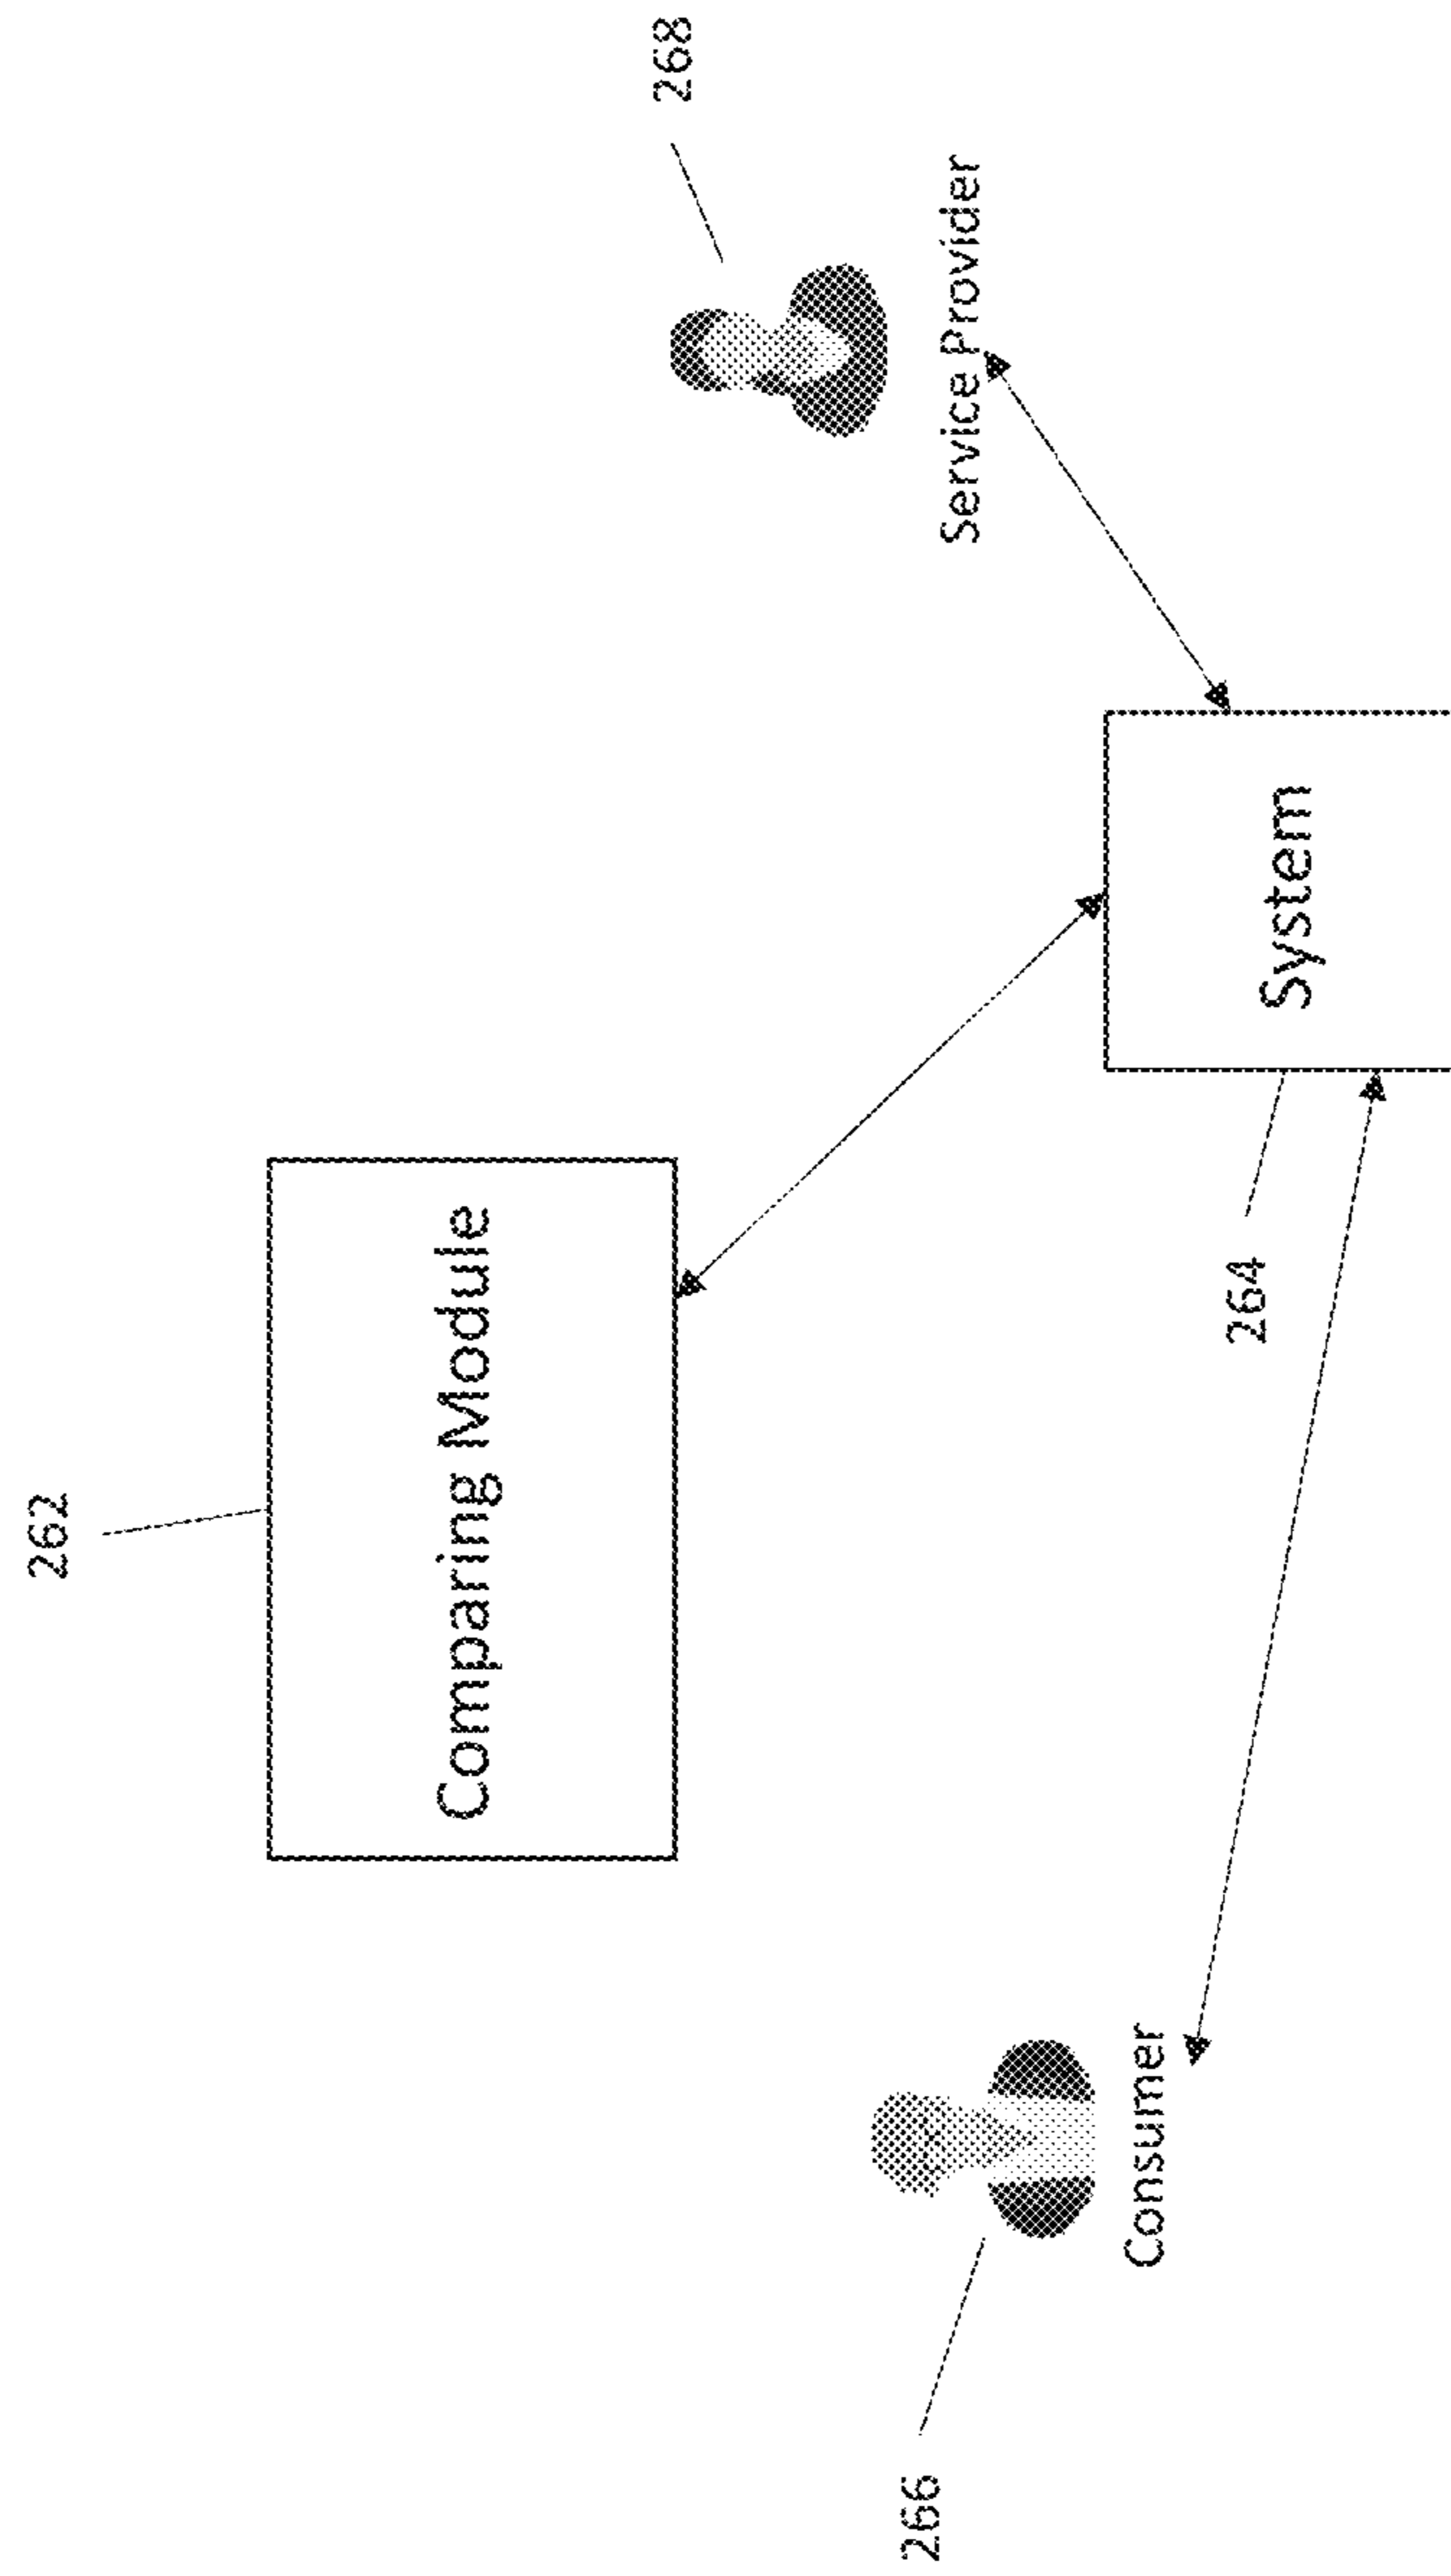 262
Comparing Module
268
Service Provider
266
Consumer
264
System